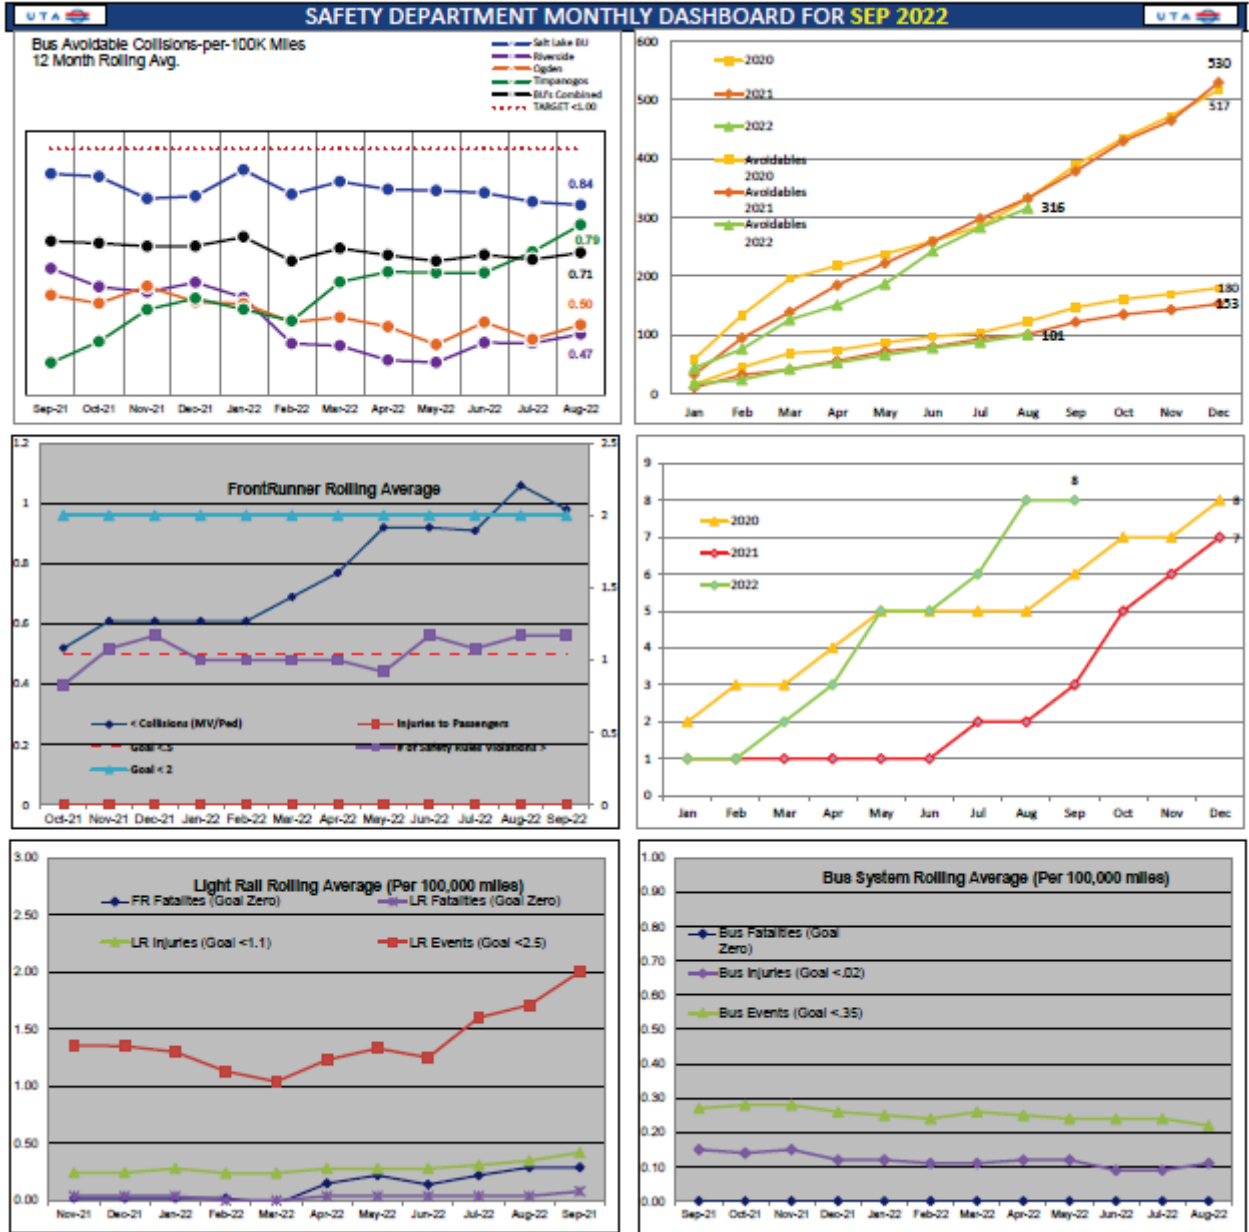 UTA SAFETY DEPARTMENT MONTHLY DASHBOARD FOR SEP 2022 UTA
Bus Avoidable Collisions-per-100K Miles
12 Month Rolling Avg.
Salt Lake BU
Riverside
Ogden
Timpanogos
BU's Combined
TARGET <1.00
0.84
0.79
0.71
0.50
0.47
Sep-21 Oct-21 Nov-21 Dec-21 Jan-22 Feb-22 Mar-22 Apr-22 May-22 Jun-22 Jul-22 Aug-22
600
500
400
300
200
100
0
2020
2021
2022
Avoidables
2020
Avoidables
2021
Avoidables
2022
530
517
316
180
153
101
Jan Feb Mar Apr May Jun Jul Aug Sep Oct Nov Dec
FrontRunner Rolling Average
1.2
1
0.8
0.6
0.4
0.2
0
2.5
2
1.5
1
0.5
0
< Collisions (MV/Ped)
Injuries to Passengers
Goal <.5
# of Safety Rules Violations >
Goal < 2
Oct-21 Nov-21 Dec-21 Jan-22 Feb-22 Mar-22 Apr-22 May-22 Jun-22 Jul-22 Aug-22 Sep-22
9
8
7
6
5
4
3
2
1
0
2020
2021
2022
8
8
7
Jan Feb Mar Apr May Jun Jul Aug Sep Oct Nov Dec
Light Rail Rolling Average (Per 100,000 miles)
FR Fatalites (Goal Zero)
LR Fatalities (Goal Zero)
LR Injuries (Goal <1.1)
LR Events (Goal <2.5)
3.00
2.50
2.00
1.50
1.00
0.50
0.00
Nov-21 Dec-21 Jan-22 Feb-22 Mar-22 Apr-22 May-22 Jun-22 Jul-22 Aug-22 Sep-21
Bus System Rolling Average (Per 100,000 miles)
Bus Fatalities (Goal
Zero)
Bus Injuries (Goal <.02)
Bus Events (Goal <.35)
1.00
0.90
0.80
0.70
0.60
0.50
0.40
0.30
0.20
0.10
0.00
Sep-21 Oct-21 Nov-21 Dec-21 Jan-22 Feb-22 Mar-22 Apr-22 May-22 Jun-22 Jul-22 Aug-22